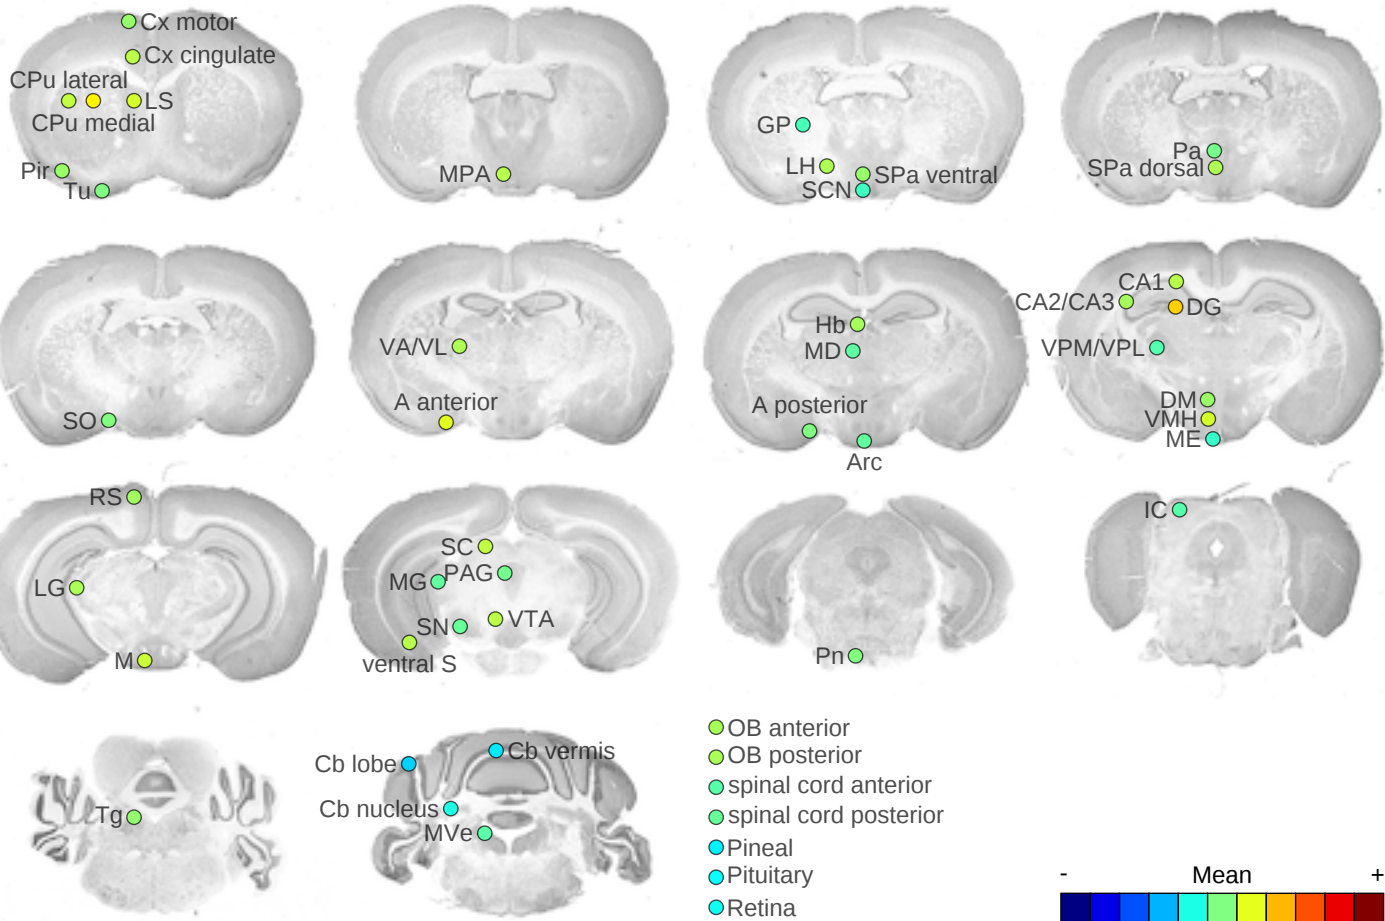 Cx motor
Cx cingulate
CPu lateral
LS
CPu medial
Pir
Tu
MPA
GP
LH
SPa ventral
SCN
Pa
SPa dorsal
SO
VA/VL
A anterior
Hb
MD
A posterior
Arc
CA1
CA2/CA3
DG
VPM/VPL
DM
VMH
ME
RS
LG
M
SC
MG
PAG
SN
VTA
ventral S
Pn
IC
Tg
Cb lobe
Cb vermis
Cb nucleus
MVe
OB anterior
OB posterior
spinal cord anterior
spinal cord posterior
Pineal
Pituitary
Retina
- Mean +